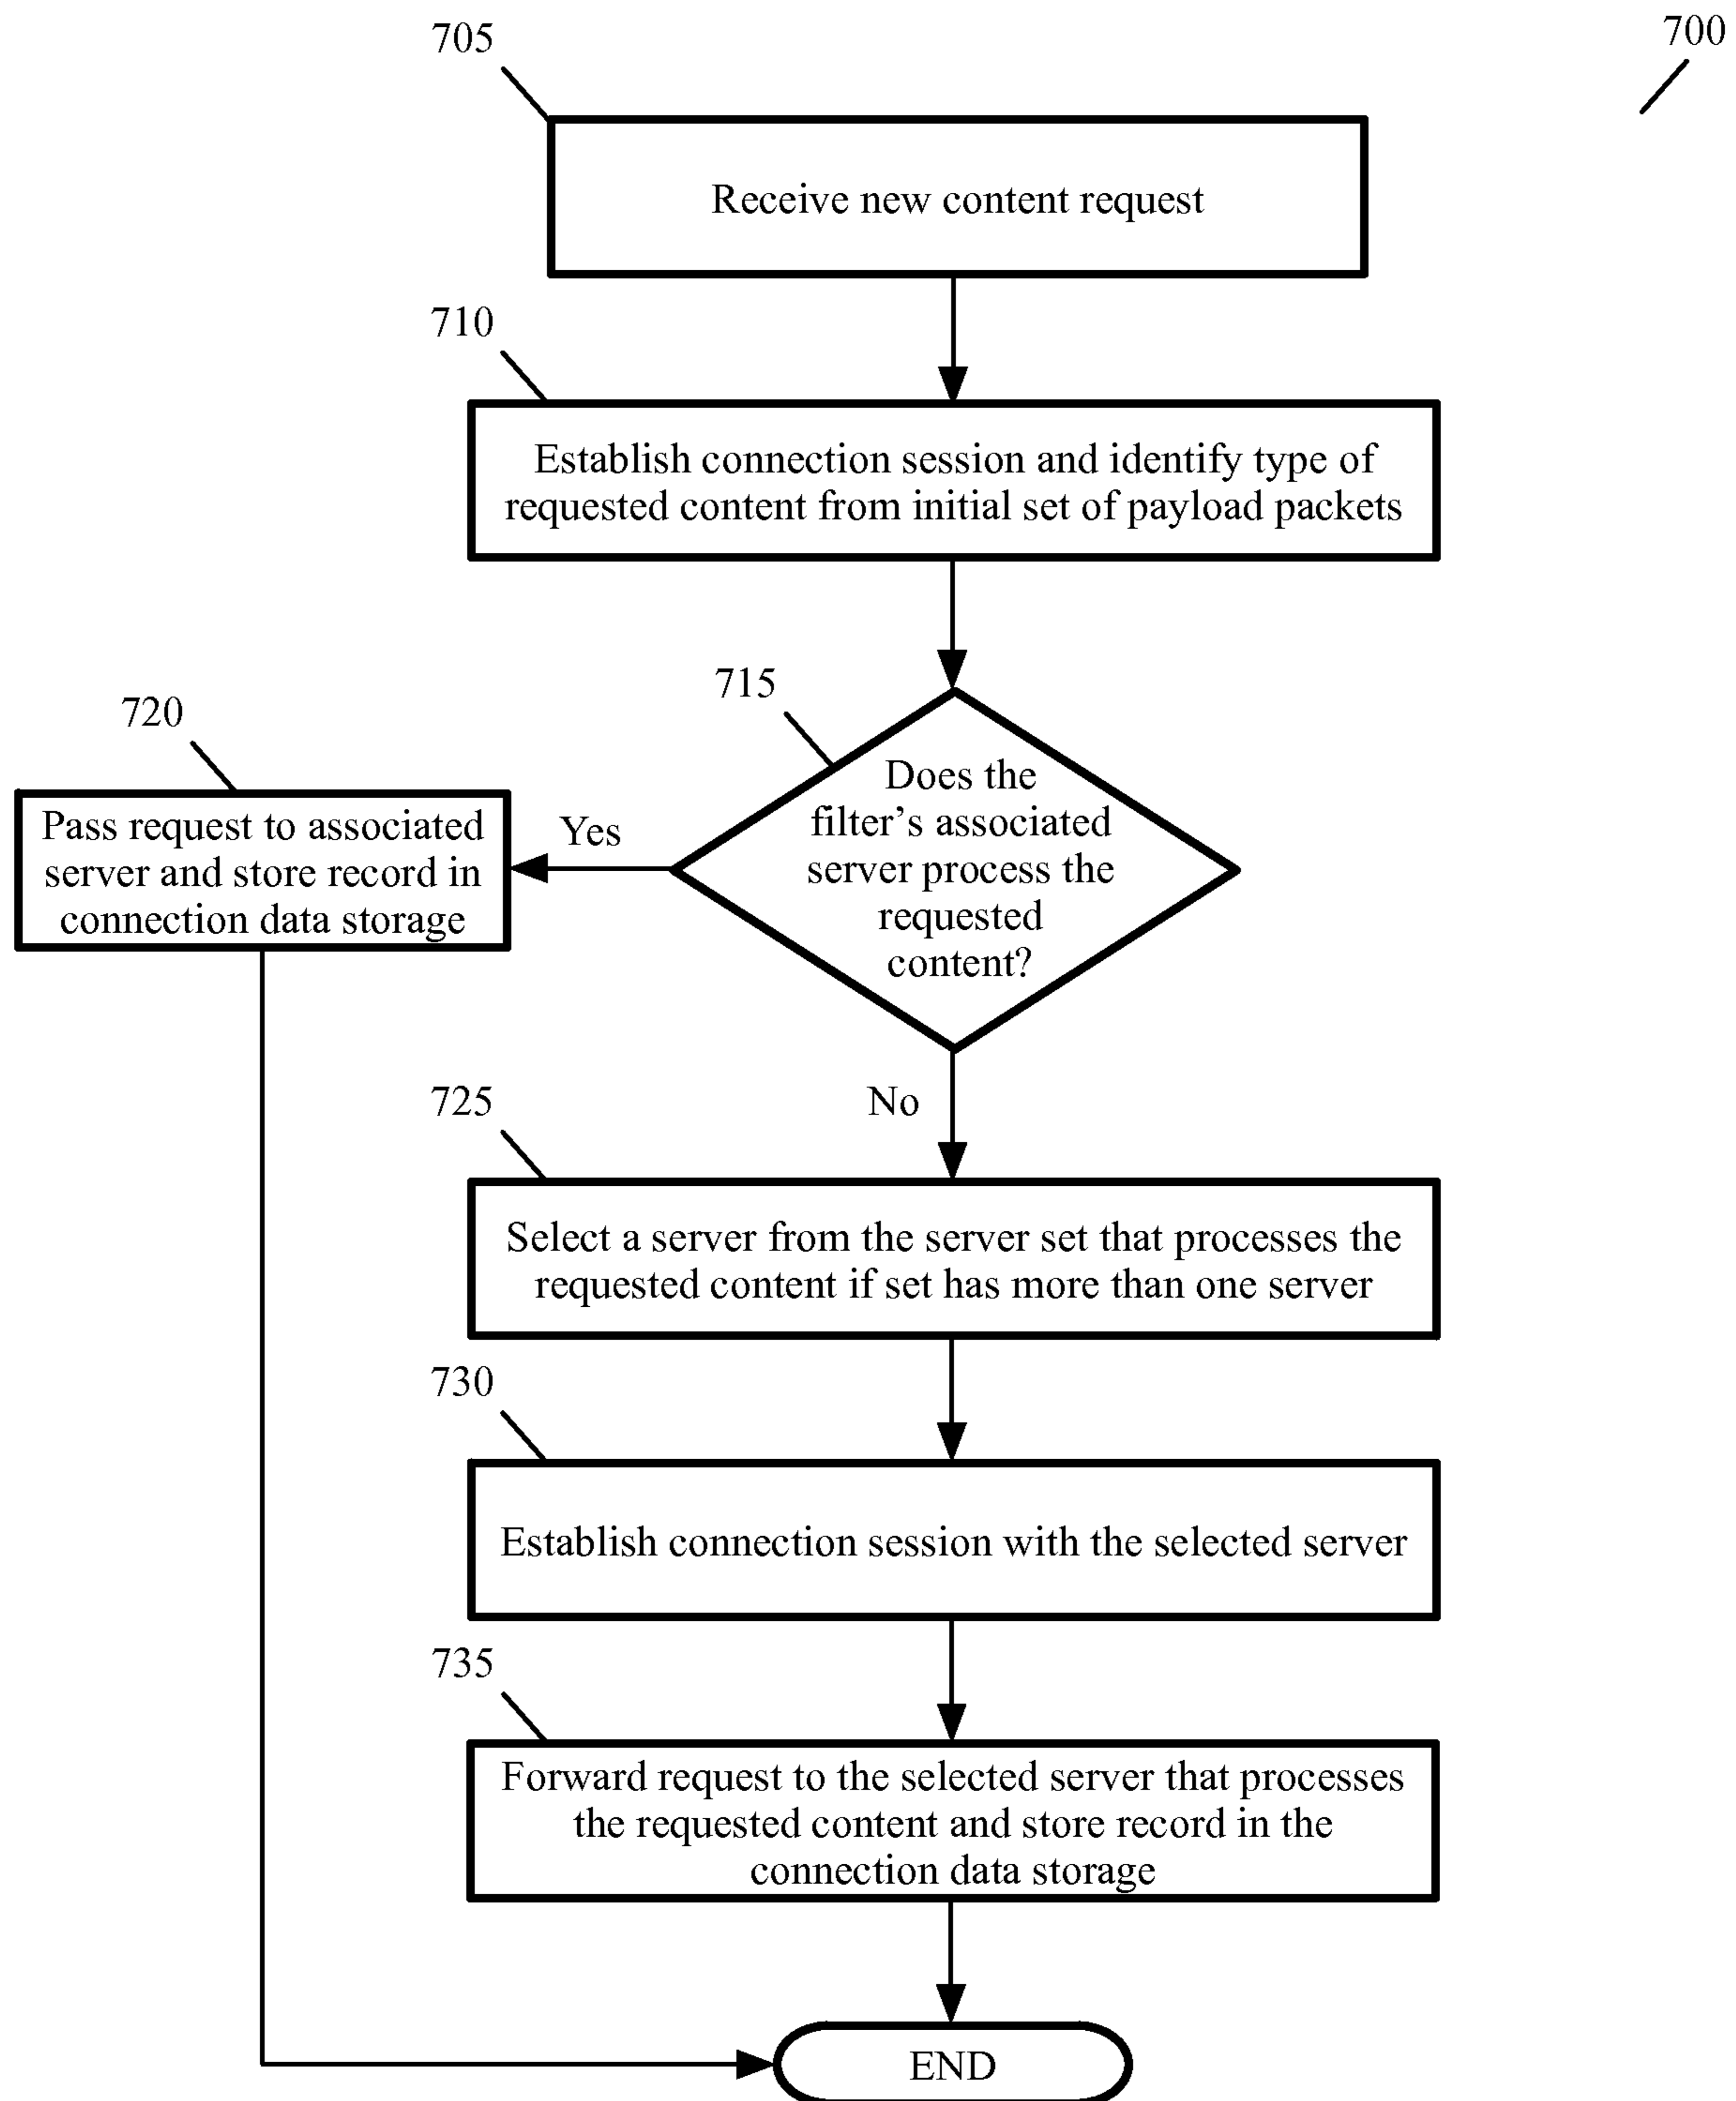 705
700
Receive new content request
710
Establish connection session and identify type of
requested content from initial set of payload packets
715
720
Does the
filter’s associated
server process the
requested
content?
Yes
Pass request to associated
server and store record in
connection data storage
No
725
Select a server from the server set that processes the
requested content if set has more than one server
730
Establish connection session with the selected server
735
Forward request to the selected server that processes
the requested content and store record in the
connection data storage
END